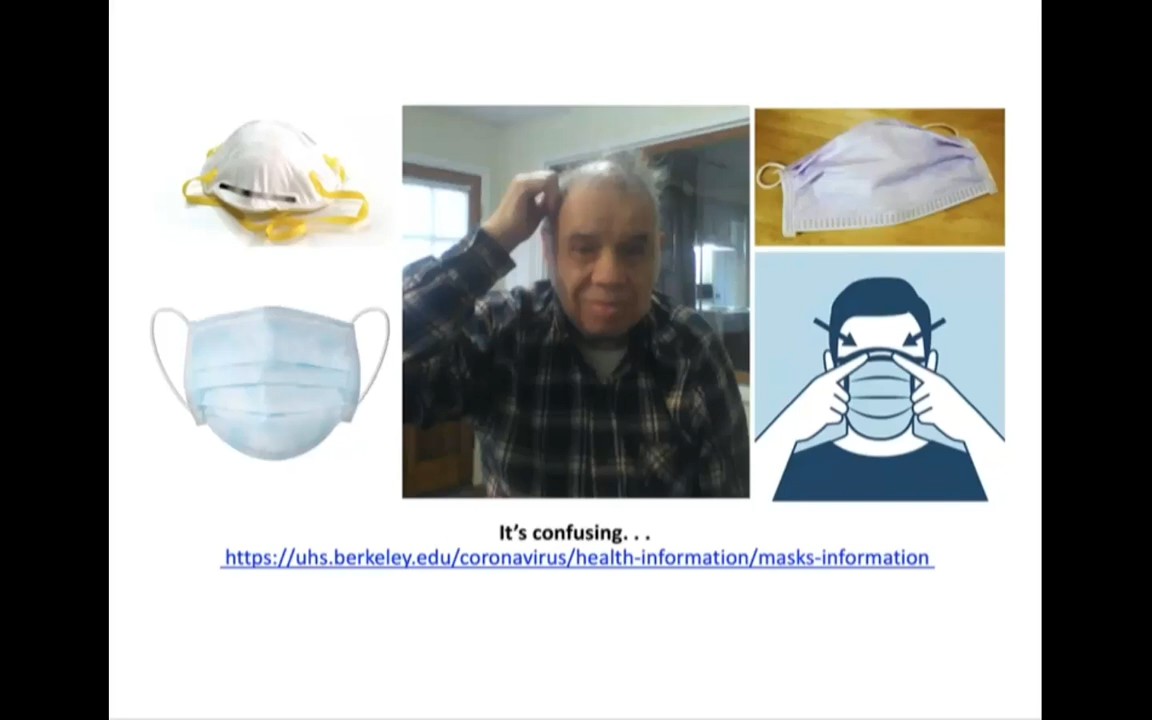 It's confusing. . .
https://uhs.berkeley.edu/coronavirus/health-information/masks-information